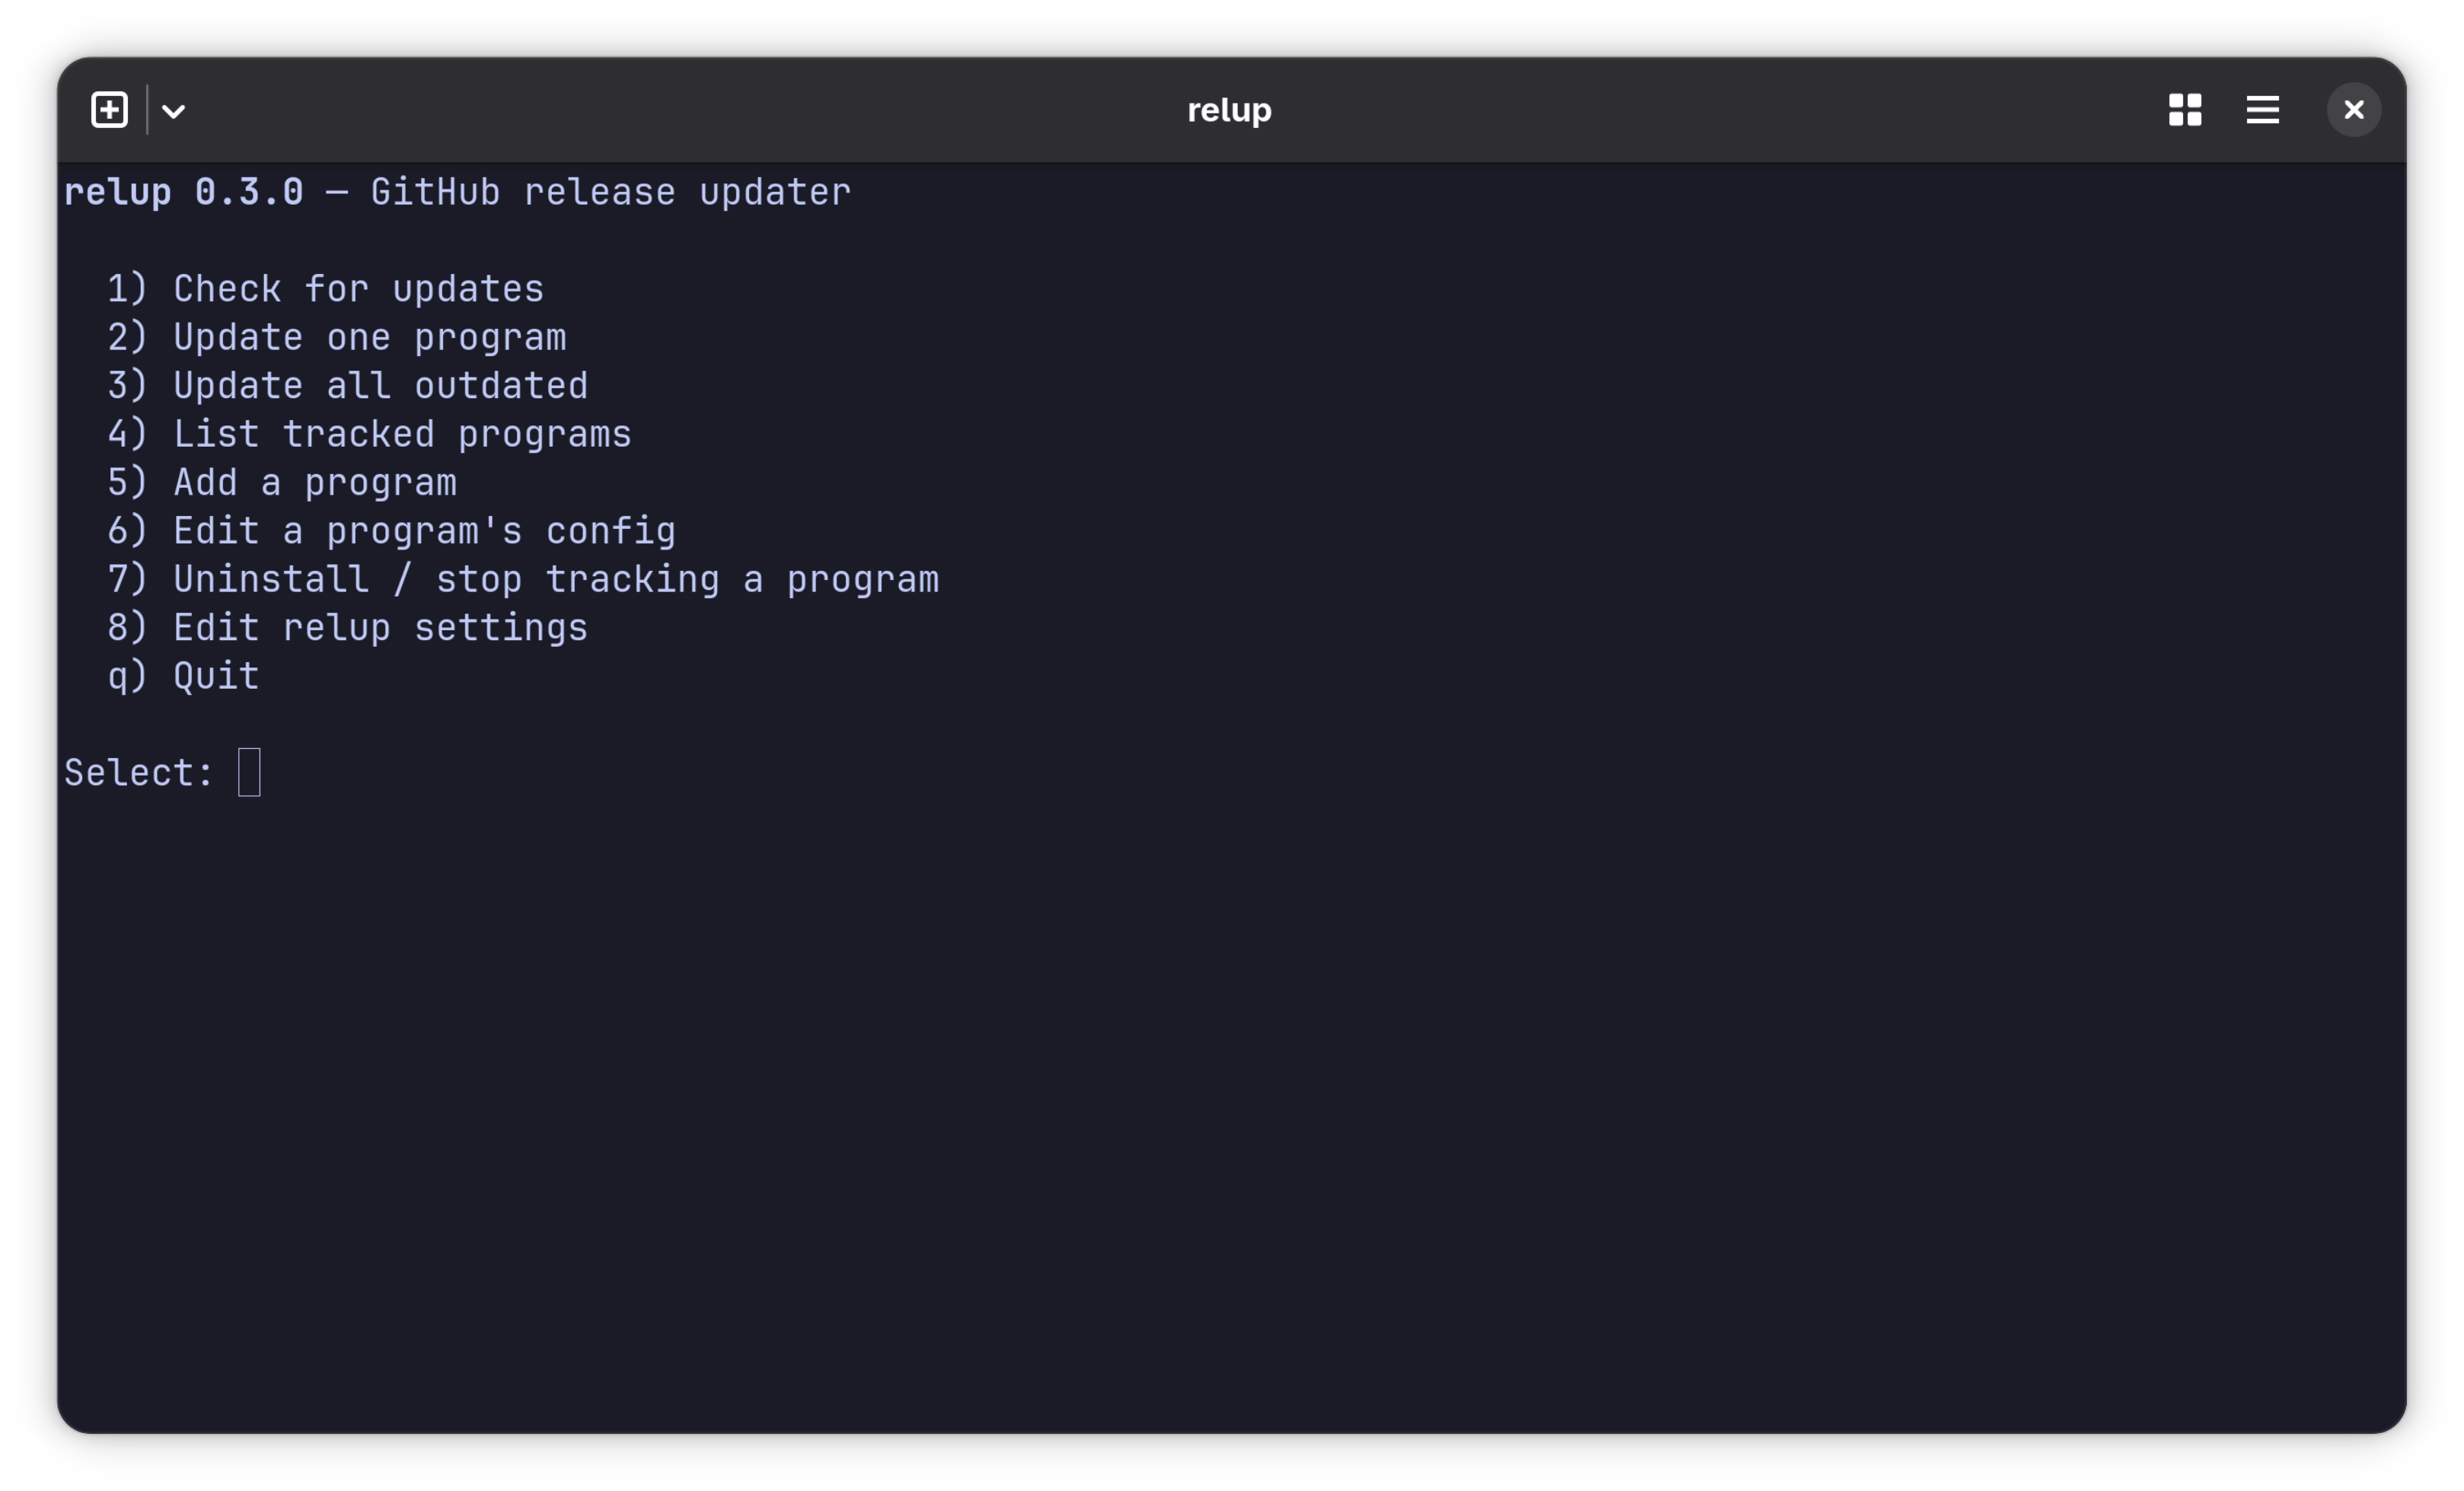 relup
relup 0.3.0 — GitHub release updater
1) Check for updates
2) Update one program
3) Update all outdated
4) List tracked programs
5) Add a program
6) Edit a program's config
7) Uninstall / stop tracking a program
8) Edit relup settings
q) Quit
Select: